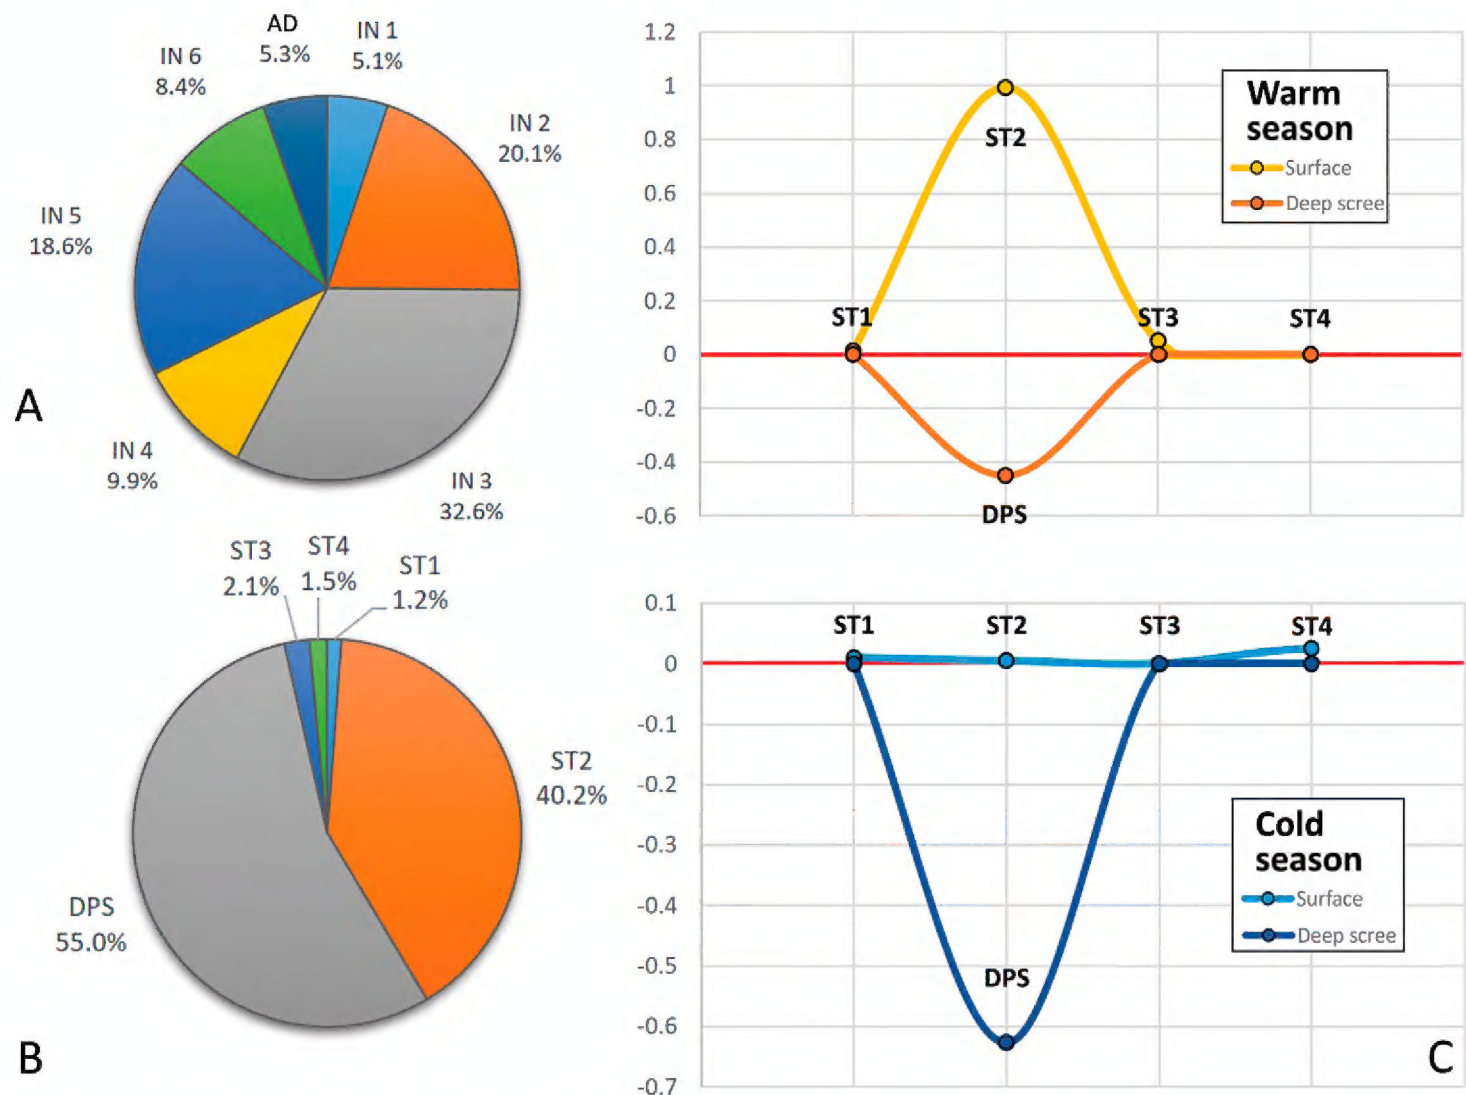 AD
5.3%
IN 1
5.1%
IN 6
8.4%
IN 2
20.1%
IN 5
18.6%
IN 4
9.9%
IN 3
32.6%
A
ST3
2.1%
ST4
1.5%
ST1
1.2%
ST2
40.2%
DPS
55.0%
B
1.2
1
0.8
0.6
0.4
0.2
0
-0.2
-0.4
-0.6
ST2
ST1
ST3
ST4
DPS
Warm
season
Surface
Deep scree
0.1
0
-0.1
-0.2
-0.3
-0.4
-0.5
-0.6
-0.7
ST1
ST2
ST3
ST4
DPS
Cold
season
Surface
Deep scree
C